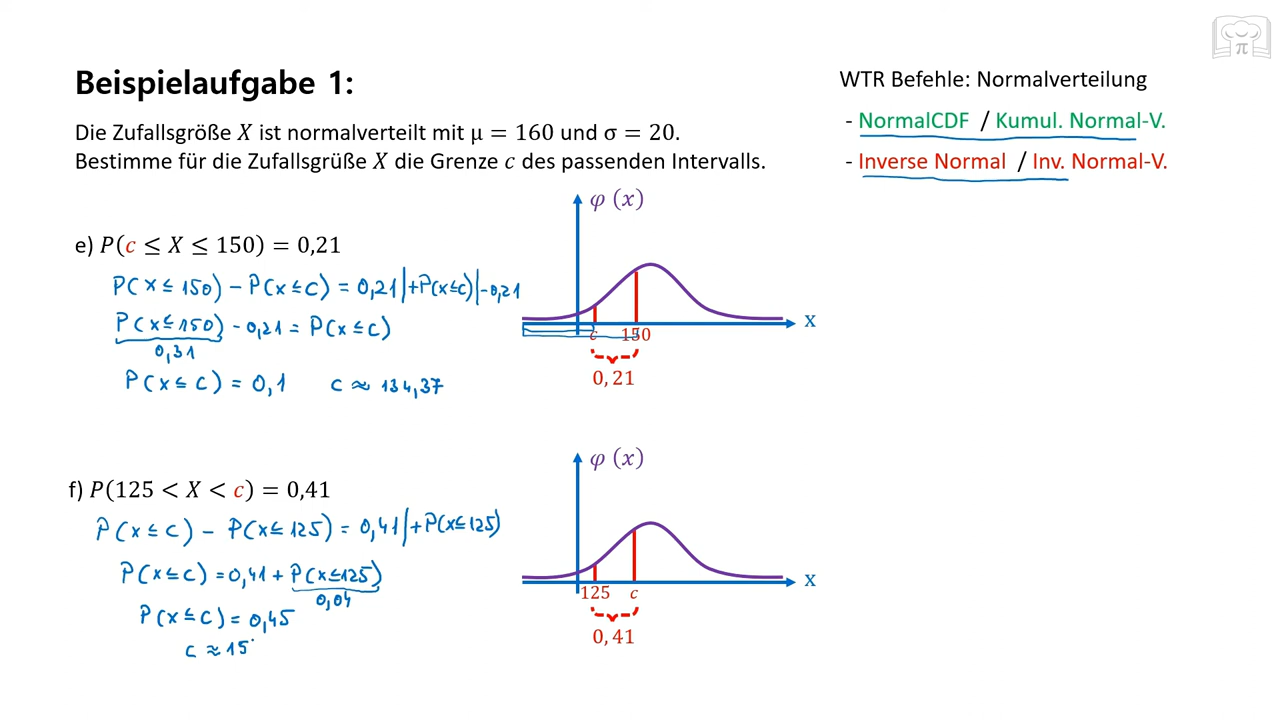 Beispielaufgabe 1:
Die Zufallsgröße X ist normalverteilt mit μ = 160 und σ = 20.
Bestimme für die Zufallsgrüße X die Grenze c des passenden Intervalls.
WTR Befehle: Normalverteilung
- NormalCDF / Kumul. Normal-V.
- Inverse Normal / Inv. Normal-V.
e) P(c ≤ X ≤ 150) = 0,21
P(x ≤ 150) - P(x ≤ c) = 0,21 | +P(x ≤ c) | -0,21
P(x ≤ 150) - 0,21 = P(x ≤ c)
0,31
P(x ≤ c) = 0,1 c ≈ 134,37
φ (x)
x
c 150
0,21
f) P(125 < X < c) = 0,41
P(x ≤ c) - P(x ≤ 125) = 0,41 | +P(x ≤ 125)
P(x ≤ c) = 0,41 + P(x ≤ 125)
0,04
P(x ≤ c) = 0,45
c ≈ 15
φ (x)
x
125 c
0,41
π